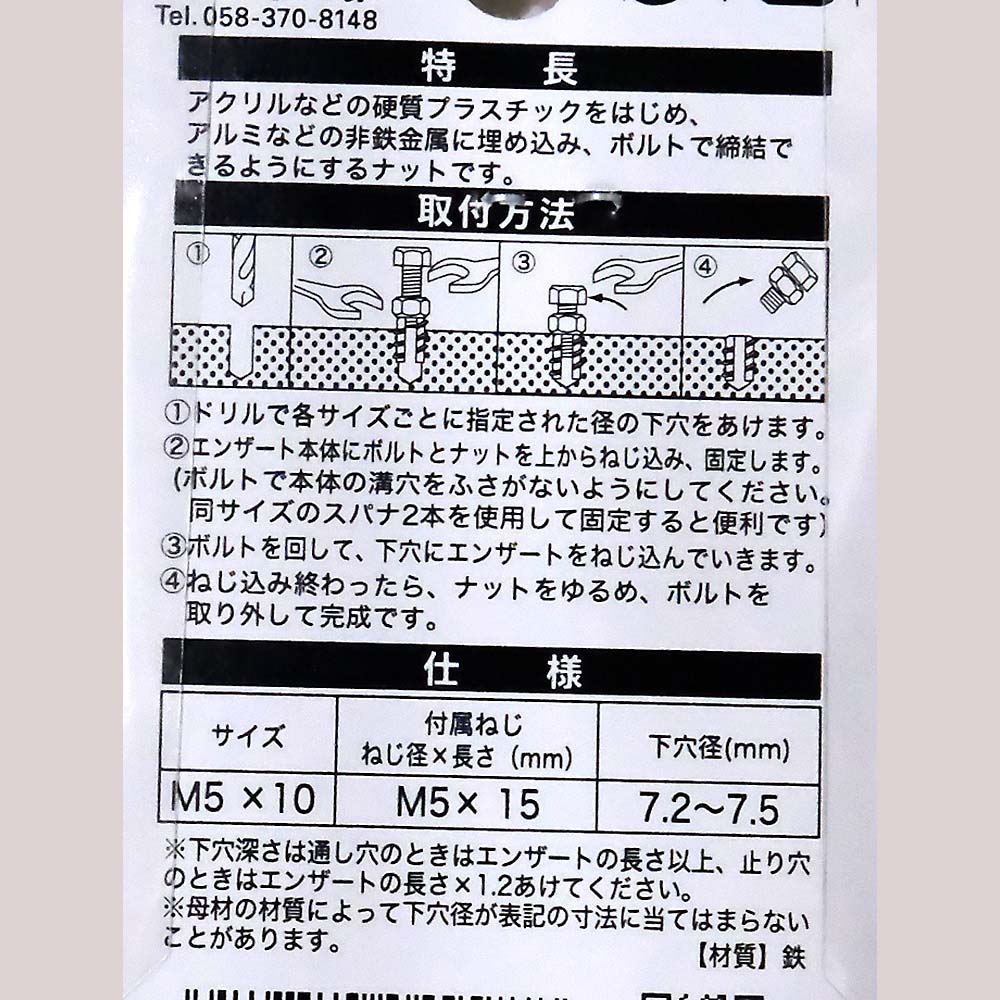 Tel. 058-370-8148
特 長
アクリルなどの硬質プラスチックをはじめ、
アルミなどの非鉄金属に埋め込み、ボルトで締結で
きるようにするナットです。
取付方法
① ② ③ ④
①ドリルで各サイズごとに指定された径の下穴をあけます。
②エンザート本体にボルトとナットを上からねじ込み、固定します。
(ボルトで本体の溝穴をふさがないようにしてください。
同サイズのスパナ2本を使用して固定すると便利です)
③ボルトを回して、下穴にエンザートをねじ込んでいきます。
④ねじ込み終わったら、ナットをゆるめ、ボルトを
取り外して完成です。
仕 様
サイズ
付属ねじ
ねじ径×長さ (mm)
下穴径(mm)
M5 ×10
M5× 15
7.2〜7.5
※下穴深さは通し穴のときはエンザートの長さ以上、止り穴
のときはエンザートの長さ×1.2あけてください。
※母材の材質によって下穴径が表記の寸法に当てはまらない
ことがあります。
【材質】鉄